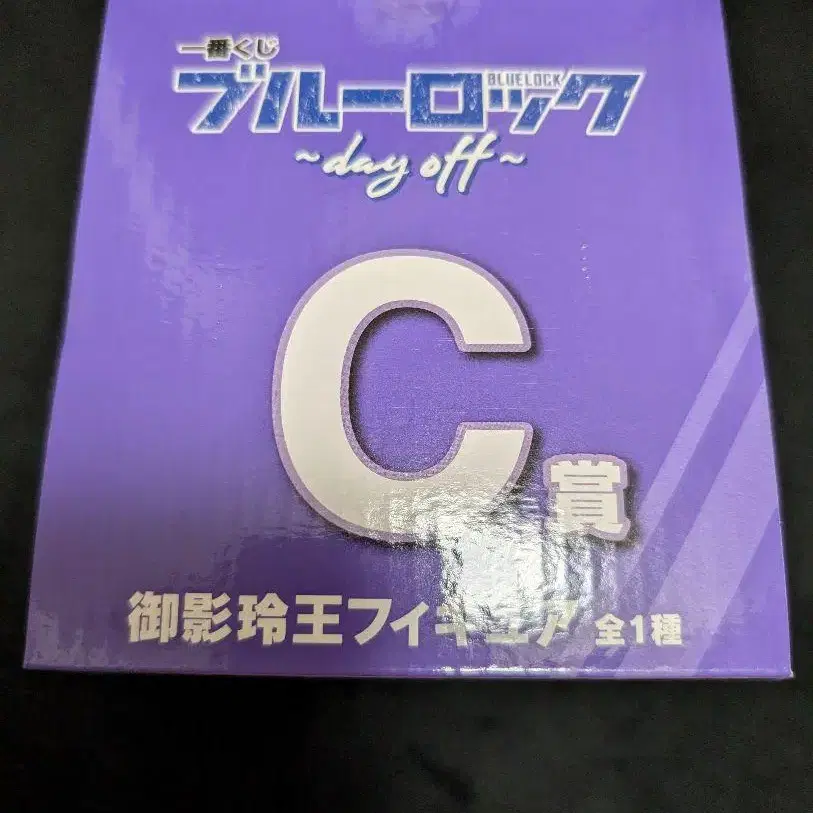 一番くじ
ブルーロック
BLUELOCK
~day off~
C賞
御影玲王フィギュア 全1種